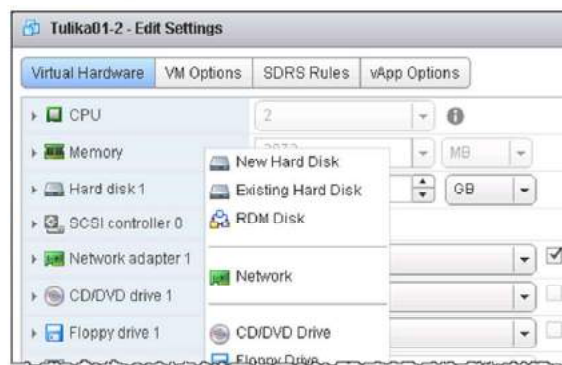 Tulika01-2 - Edit Settings
Virtual Hardware VM Options SDRS Rules vApp Options
CPU 2
Memory MB
New Hard Disk
Hard disk 1 Existing Hard Disk GB
SCSI controller 0 RDM Disk
Network adapter 1 Network
CD/DVD drive 1
Floppy drive 1 CD/DVD Drive
Floppy Drive